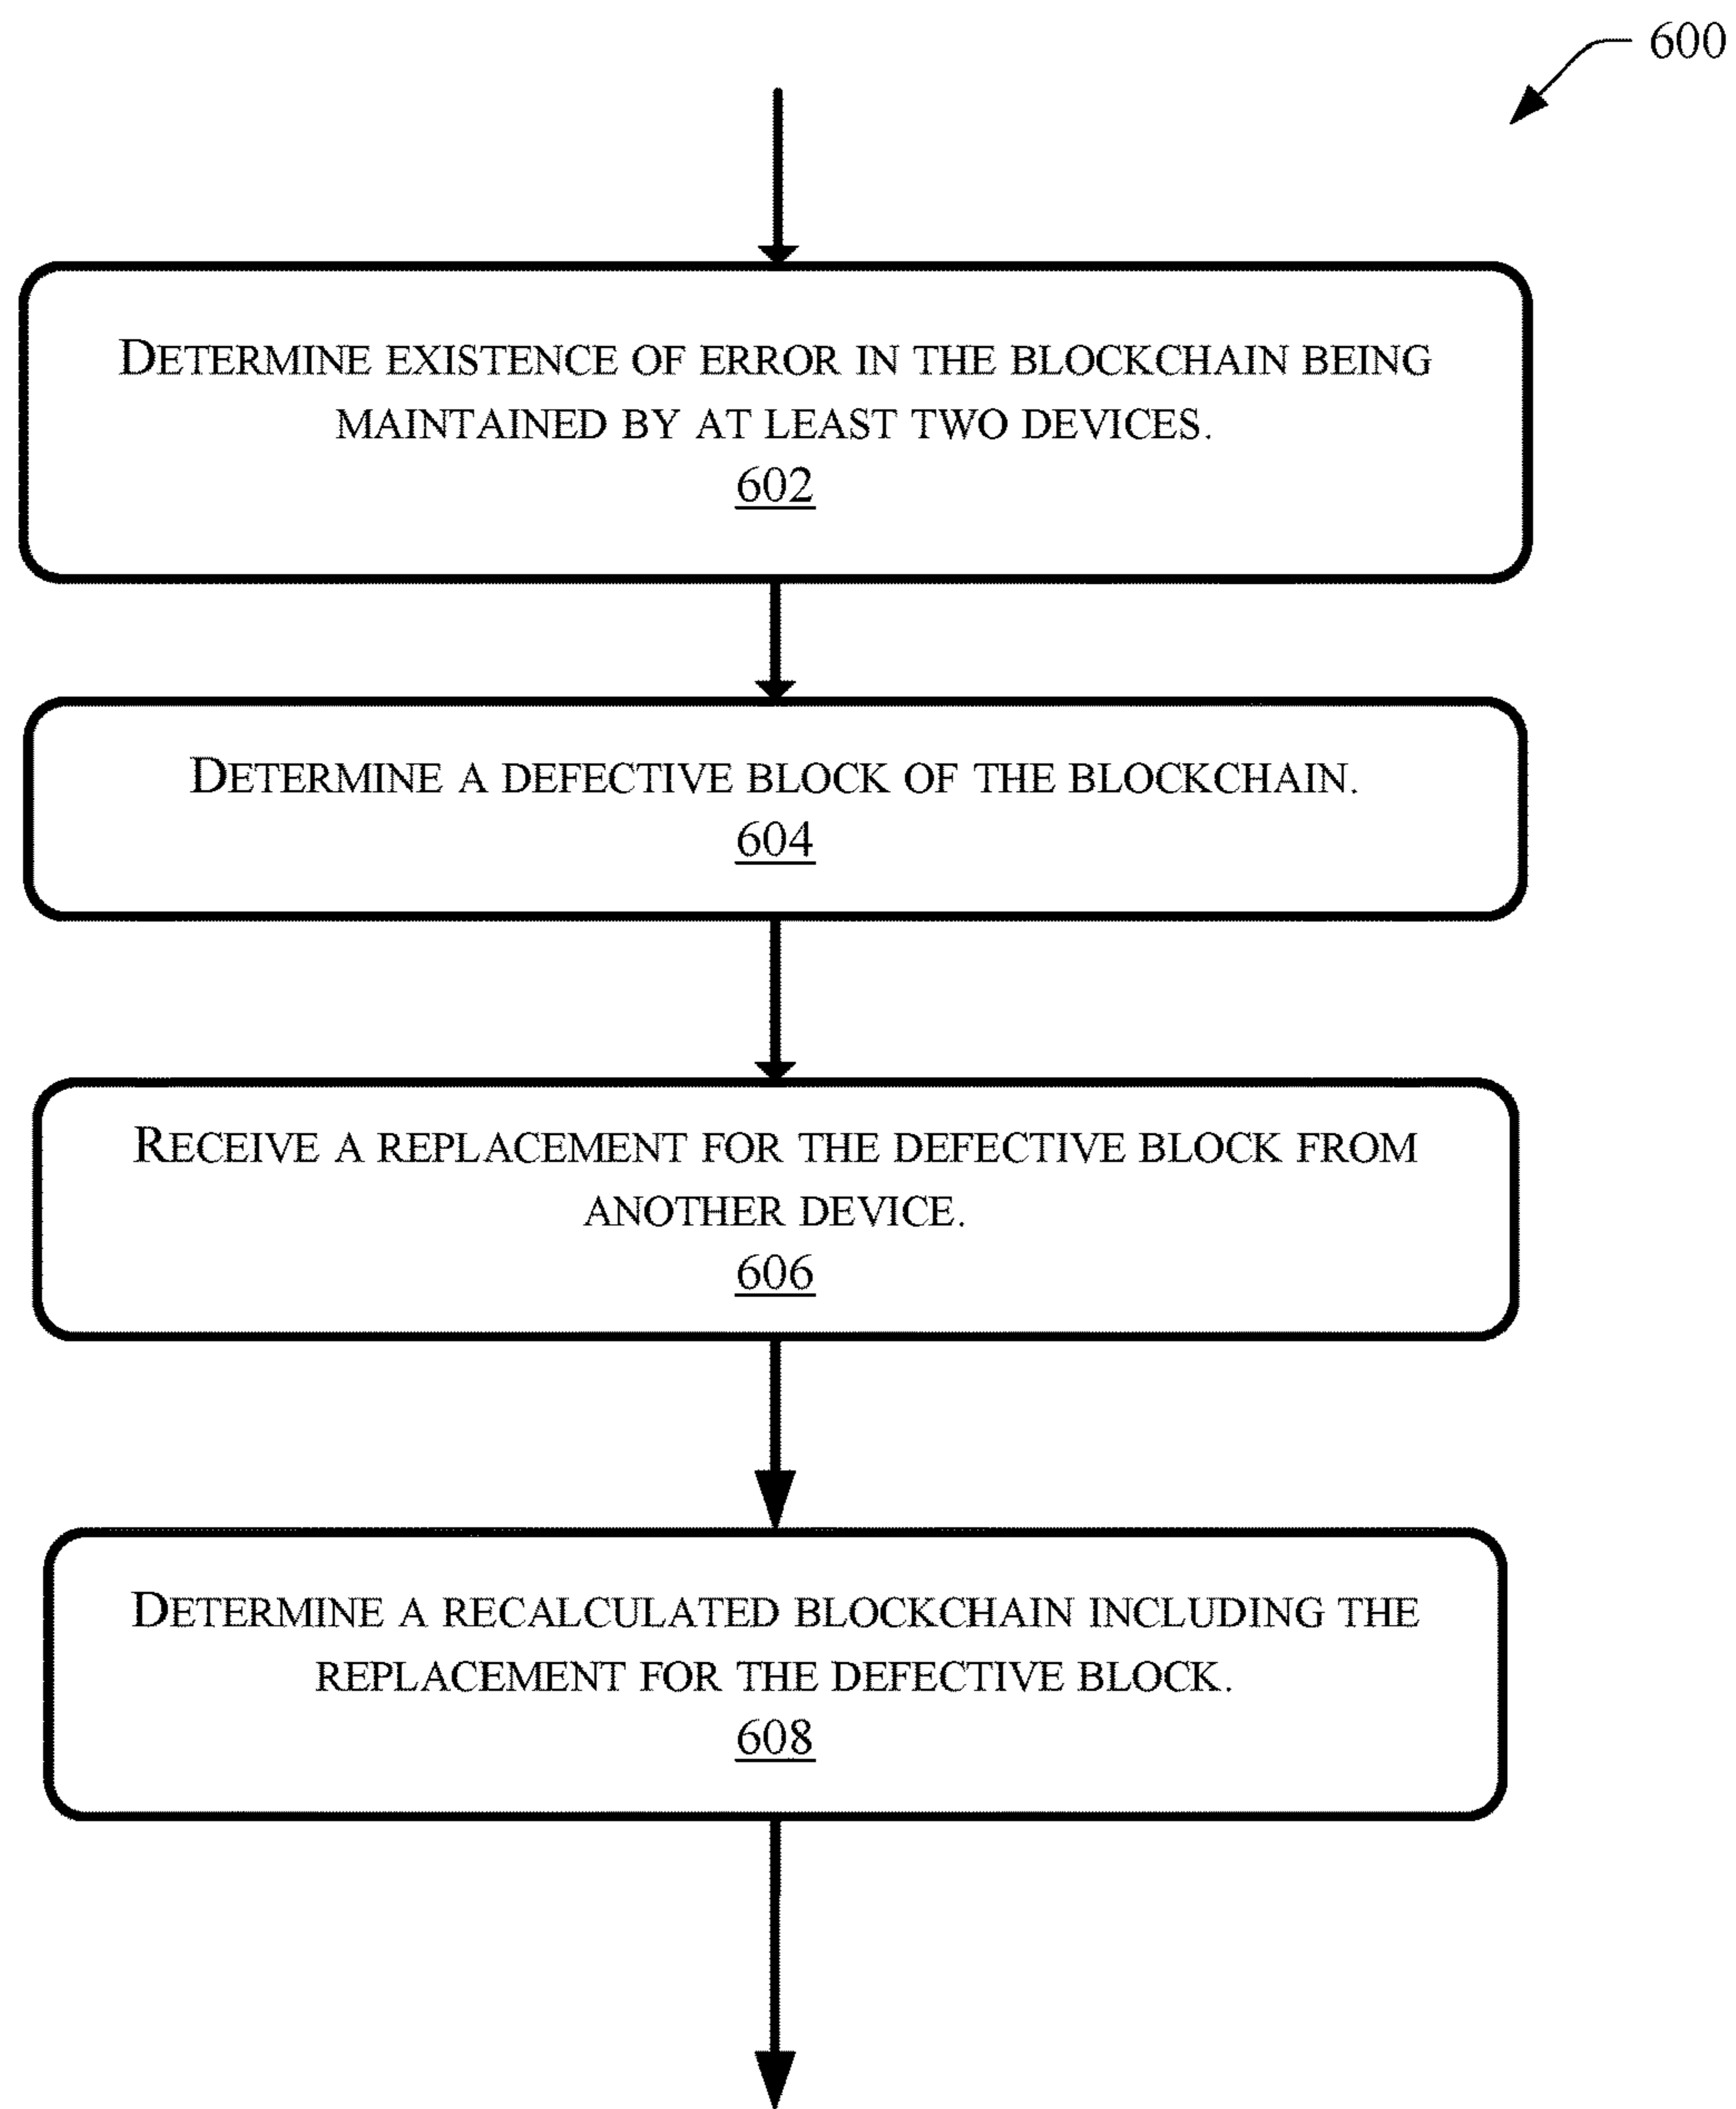 600
DETERMINE EXISTENCE OF ERROR IN THE BLOCKCHAIN BEING
MAINTAINED BY AT LEAST TWO DEVICES.
602
DETERMINE A DEFECTIVE BLOCK OF THE BLOCKCHAIN.
604
RECEIVE A REPLACEMENT FOR THE DEFECTIVE BLOCK FROM
ANOTHER DEVICE.
606
DETERMINE A RECALCULATED BLOCKCHAIN INCLUDING THE
REPLACEMENT FOR THE DEFECTIVE BLOCK.
608